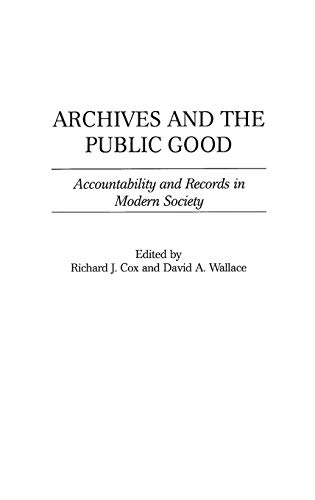 ARCHIVES AND THE
PUBLIC GOOD
Accountability and Records in
Modern Society
Edited by
Richard J. Cox and David A. Wallace